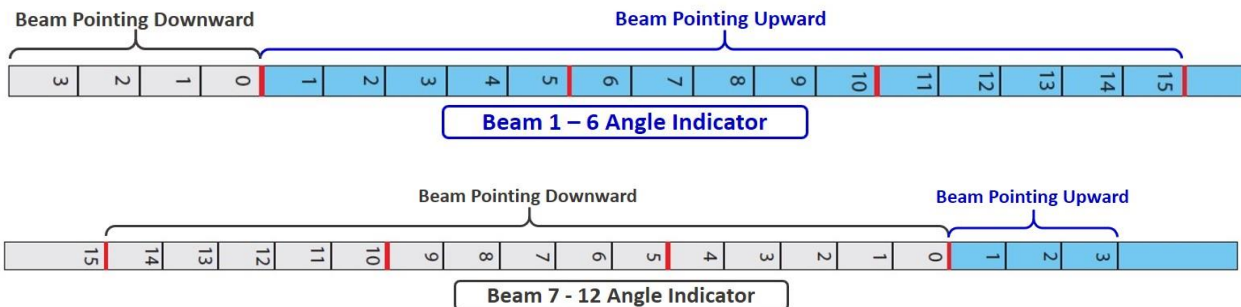 Beam Pointing Downward
Beam Pointing Upward
3 2 1 0 1 2 3 4 5 6 7 8 9 10 11 12 13 14 15
Beam 1 – 6 Angle Indicator
Beam Pointing Downward
Beam Pointing Upward
15 14 13 12 11 10 9 8 7 6 5 4 3 2 1 0 1 2 3
Beam 7 - 12 Angle Indicator